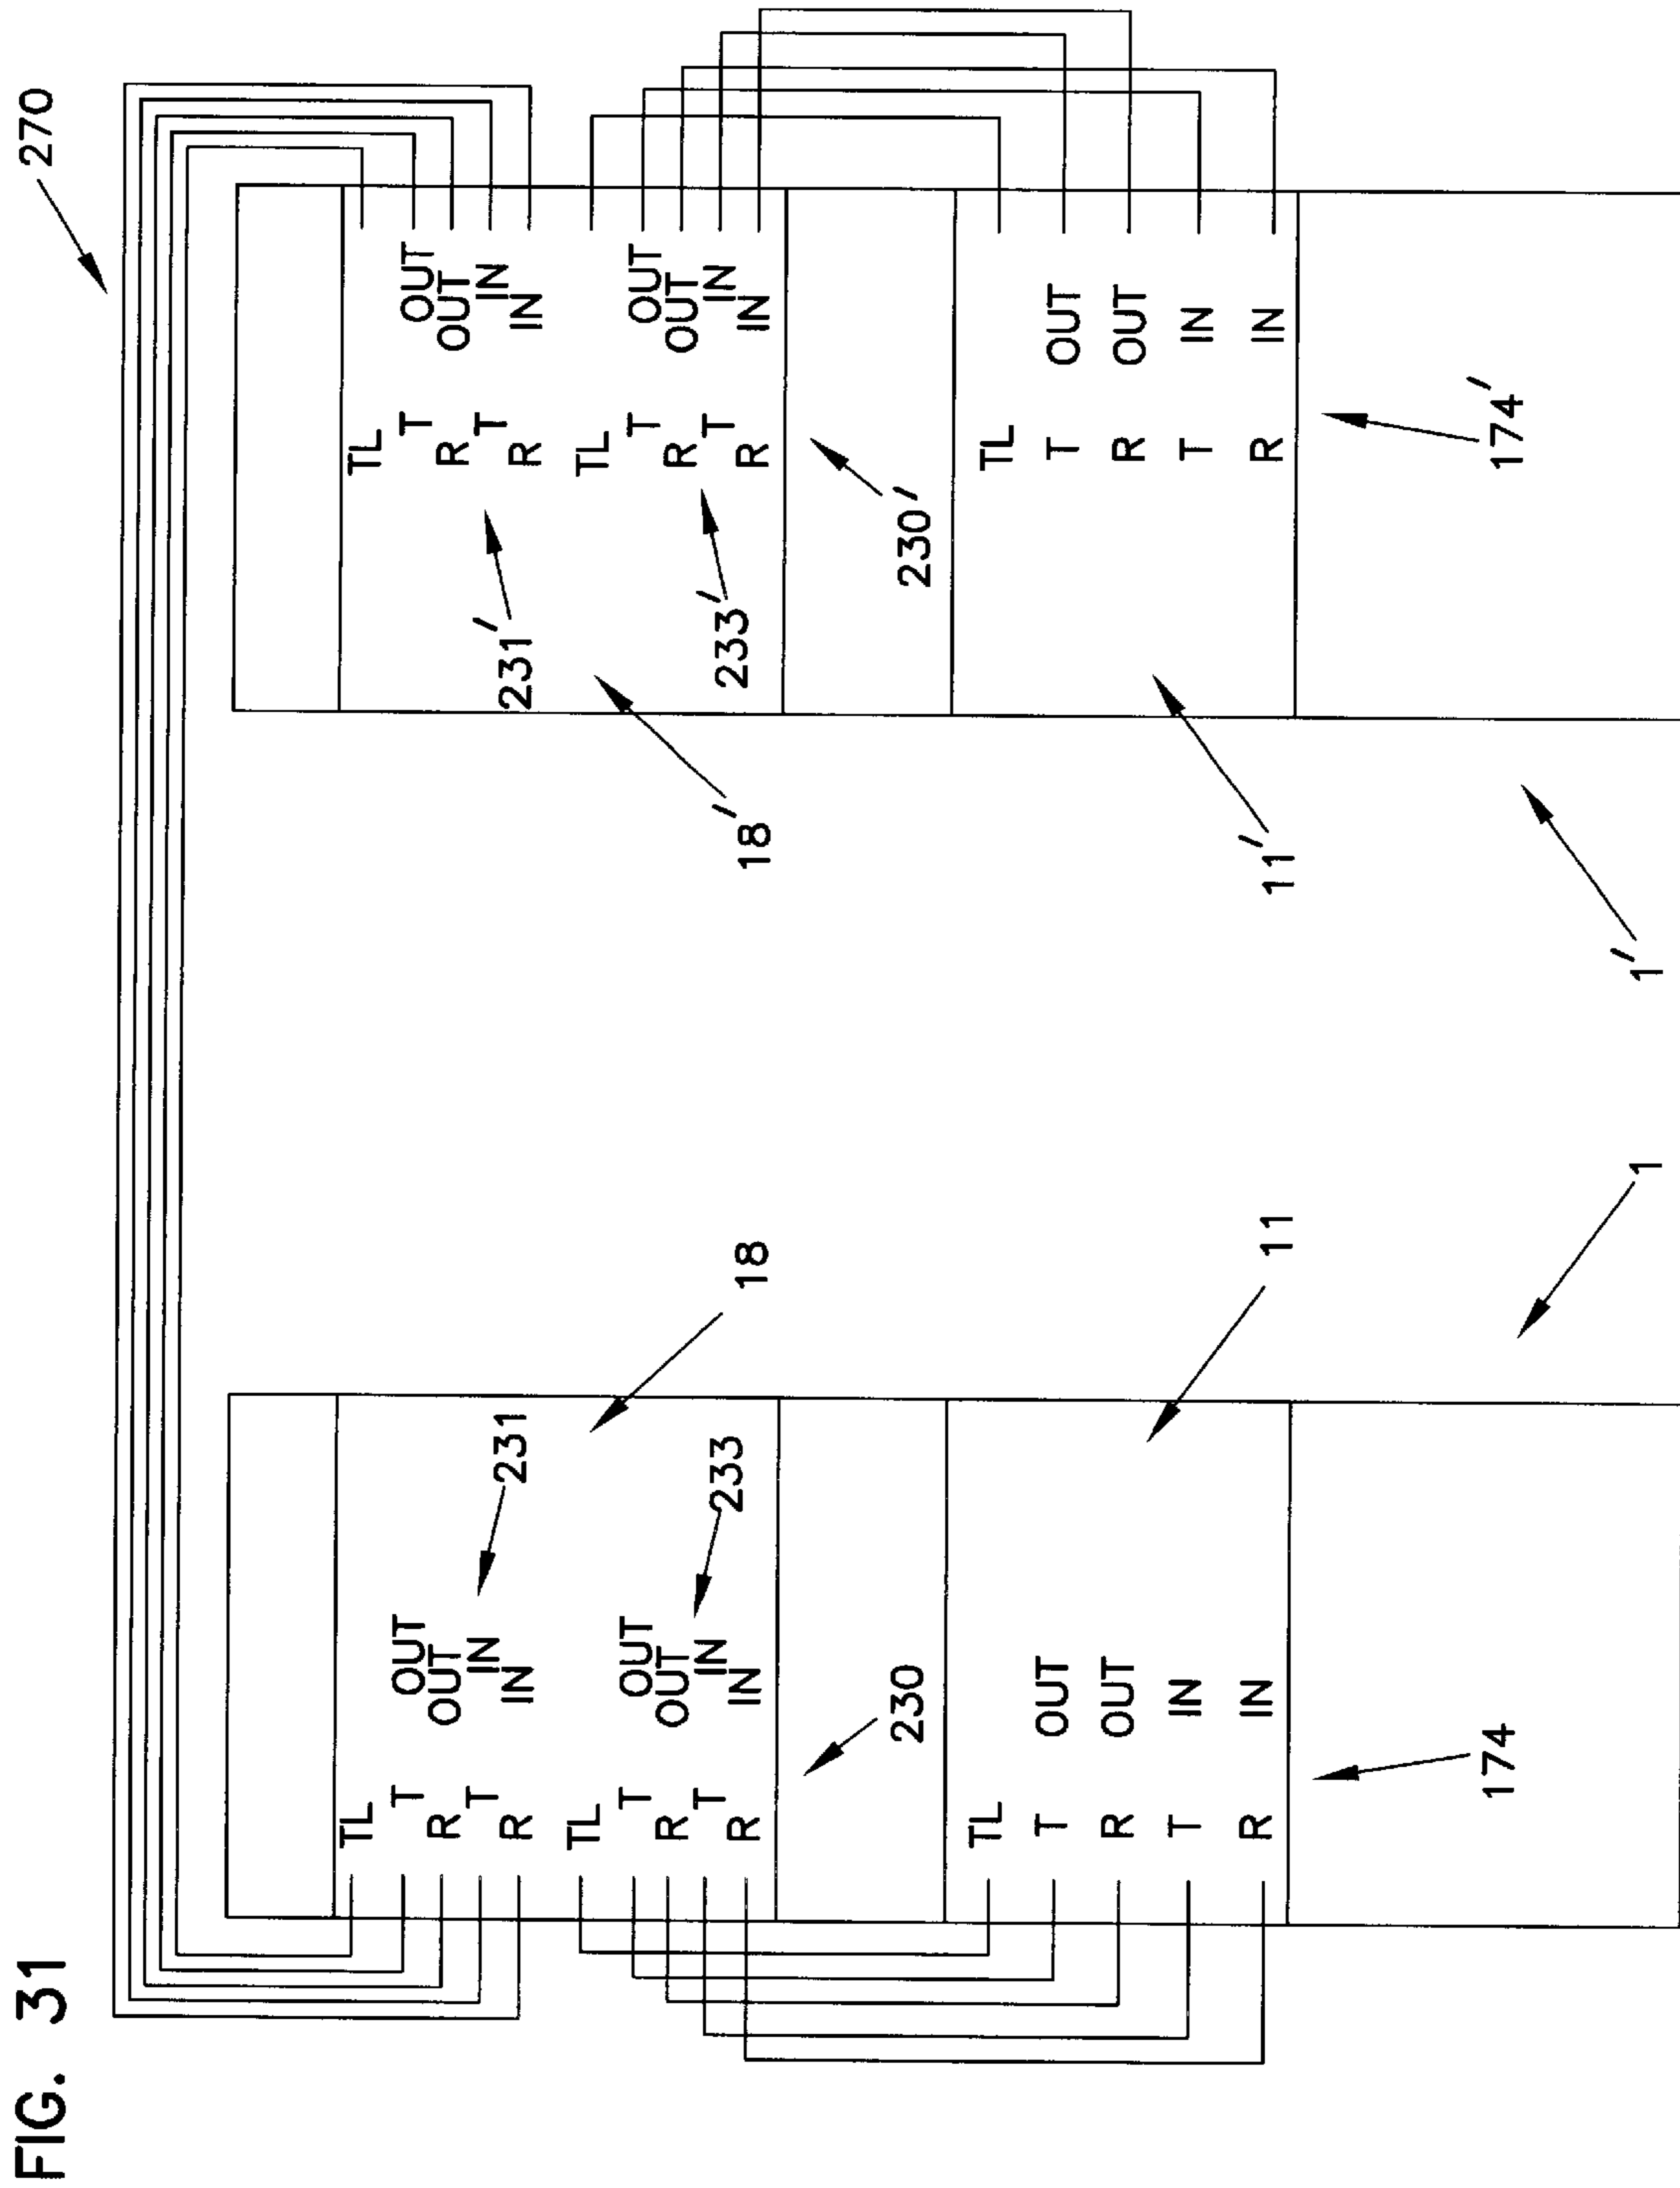 FIG. 31
270
TL
T OUT
R OUT
T IN
R IN
231
TL
T OUT
R OUT
T IN
R IN
233
18
230
TL
T OUT
R OUT
T IN
R IN
11
174
1
TL
T OUT
R OUT
T IN
R IN
231'
TL
T OUT
R OUT
T IN
R IN
233'
18'
230'
TL
T OUT
R OUT
T IN
R IN
11'
174'
1'